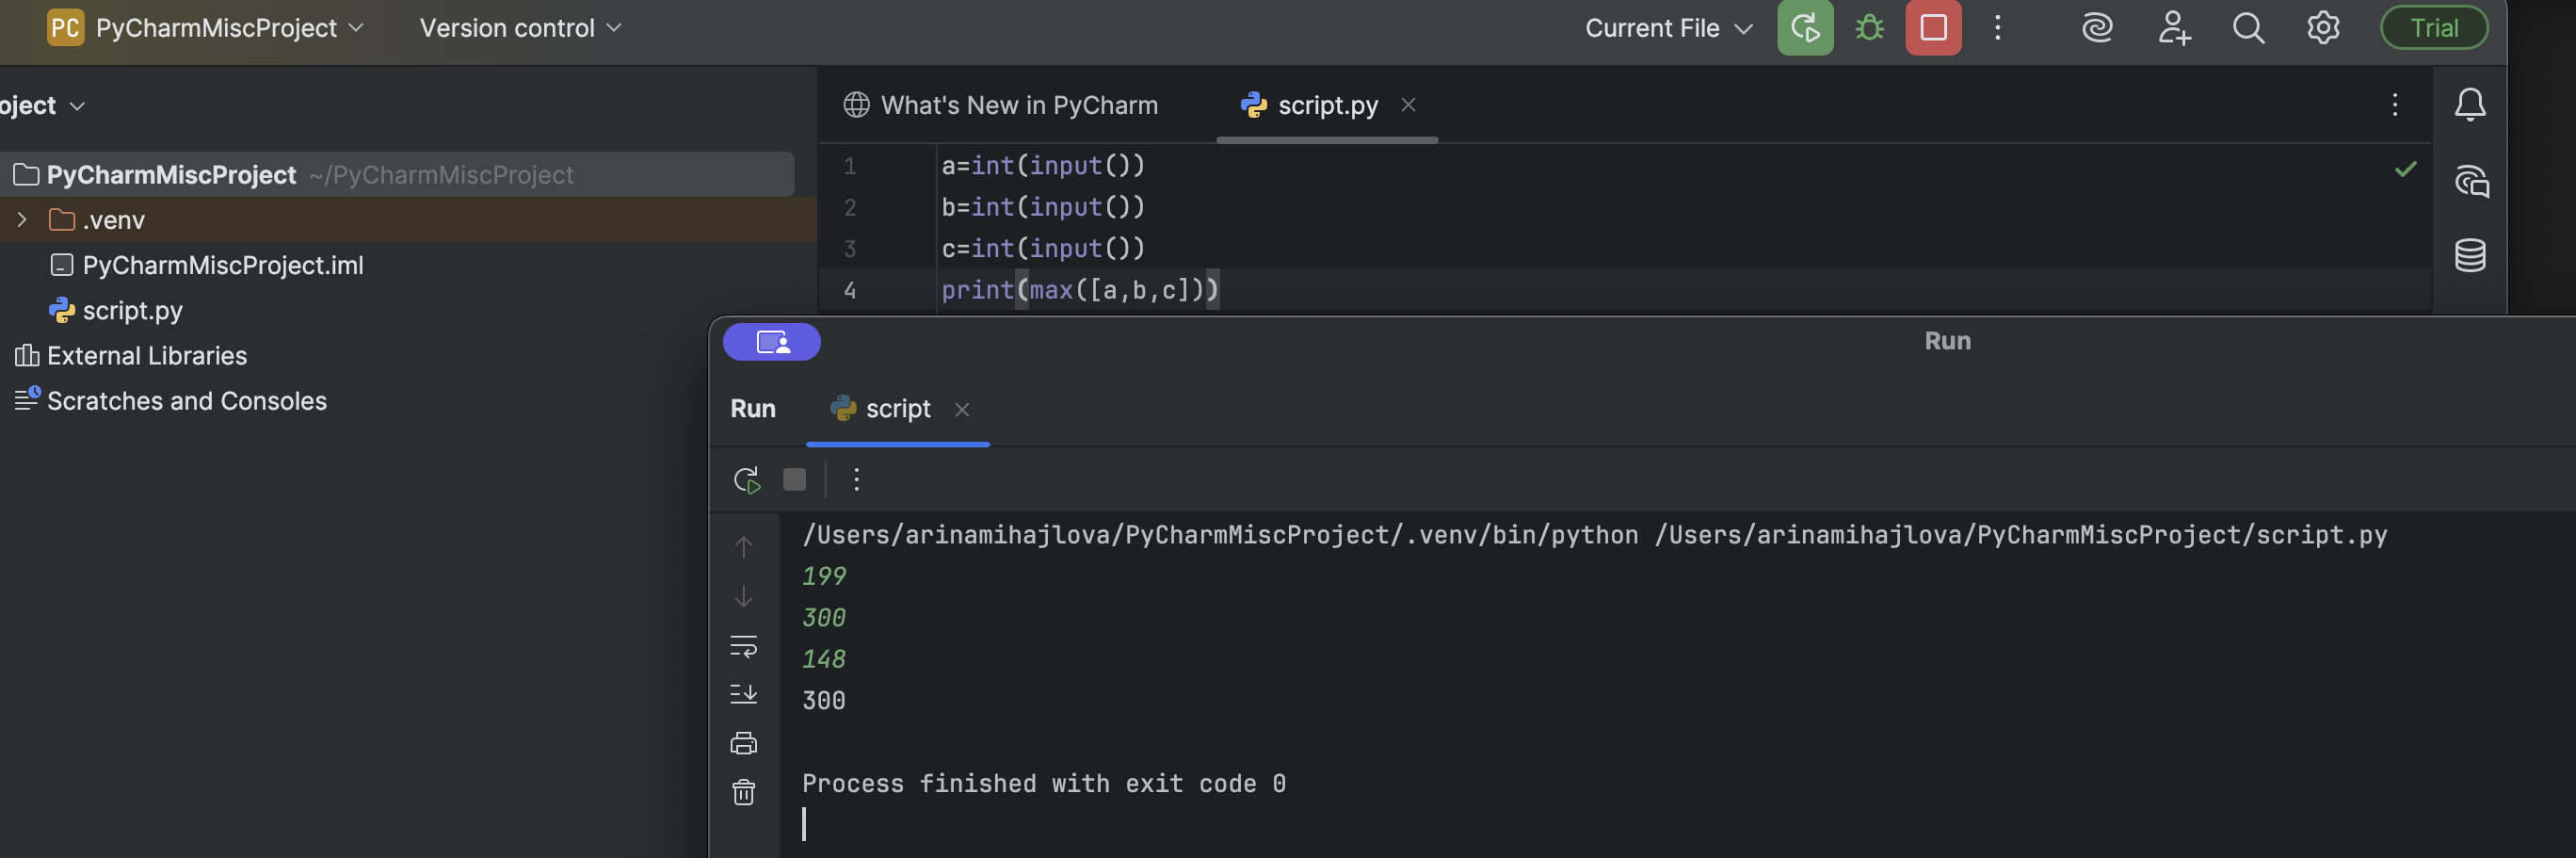 PC PyCharmMiscProject Version control Current File Trial
oject
What's New in PyCharm script.py
PyCharmMiscProject ~/PyCharmMiscProject
.venv
PyCharmMiscProject.iml
script.py
External Libraries
Scratches and Consoles
1 a=int(input())
2 b=int(input())
3 c=int(input())
4 print(max([a,b,c]))
Run
Run script
/Users/arinamihajlova/PyCharmMiscProject/.venv/bin/python /Users/arinamihajlova/PyCharmMiscProject/script.py
199
300
148
300
Process finished with exit code 0